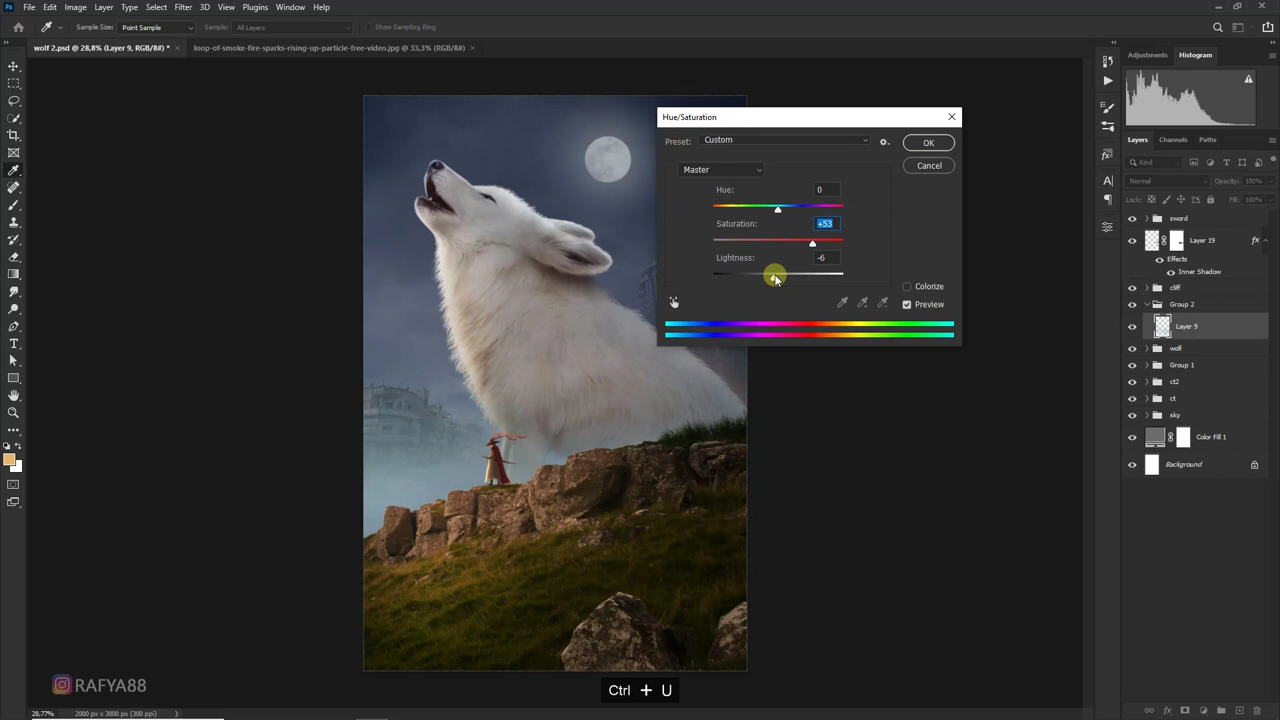 Ps File Edit Image Layer Type Select Filter 3D View Plugins Window Help
Sample Size: Point Sample Sample: All Layers Show Sampling Ring
wolf 2.psd @ 28,8% (Layer 9, RGB/8#) * × loop-of-smoke-fire-sparks-rising-up-particle-free-video.jpg @ 33,3% (RGB/8#) ×
Adjustments Histogram
Hue/Saturation
Preset: Custom OK
Cancel
Master
Hue: 0
Saturation: +53
Lightness: -6
Colorize
Preview
Layers Channels Paths
Kind
Normal Opacity: 100%
Lock: Fill: 100%
sword
Layer 19 fx
Effects
Inner Shadow
cliff
Group 2
Layer 9
wolf
Group 1
ct2
ct
sky
Color Fill 1
Background
RAFYA88
Ctrl + U
28,77% 2000 px x 3000 px (300 ppi)